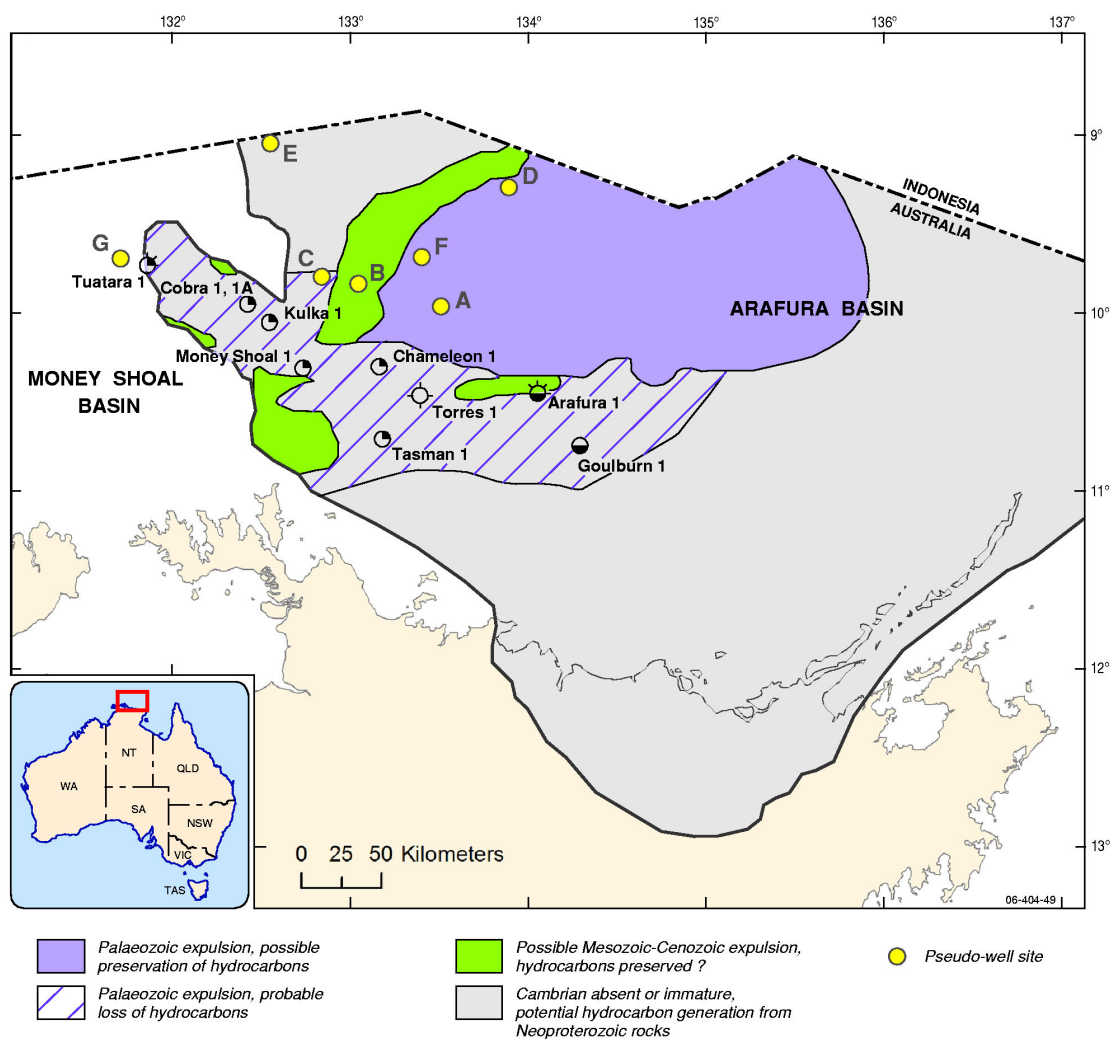 132°
133°
134°
135°
136°
137°
9°
E
D
INDONESIA
AUSTRALIA
G
C
B
F
A
Tuatara 1
Cobra 1, 1A
Kulka 1
ARAFURA BASIN
10°
Money Shoal 1
Chameleon 1
MONEY SHOAL
BASIN
Torres 1
Arafura 1
Tasman 1
Goulburn 1
11°
12°
NT
QLD
WA
SA
NSW
VIC
TAS
13°
0 25 50 Kilometers
06-404-49
Palaeozoic expulsion, possible
preservation of hydrocarbons
Palaeozoic expulsion, probable
loss of hydrocarbons
Possible Mesozoic-Cenozoic expulsion,
hydrocarbons preserved ?
Cambrian absent or immature,
potential hydrocarbon generation from
Neoproterozoic rocks
Pseudo-well site